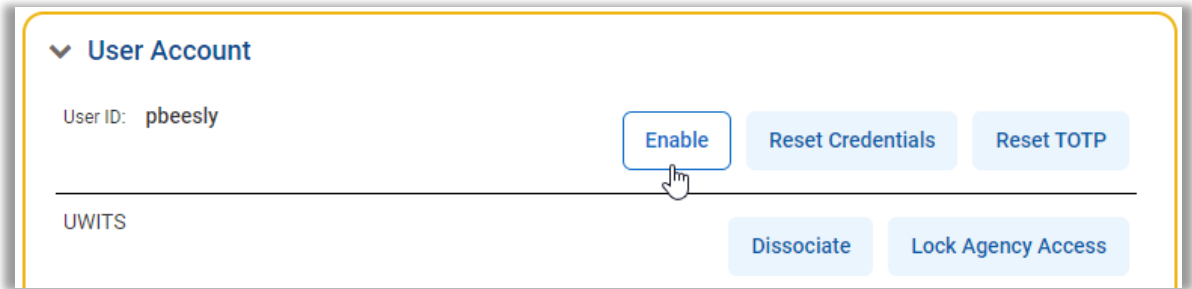 User Account
User ID: pbeesly
Enable Reset Credentials Reset TOTP
UWITS
Dissociate Lock Agency Access